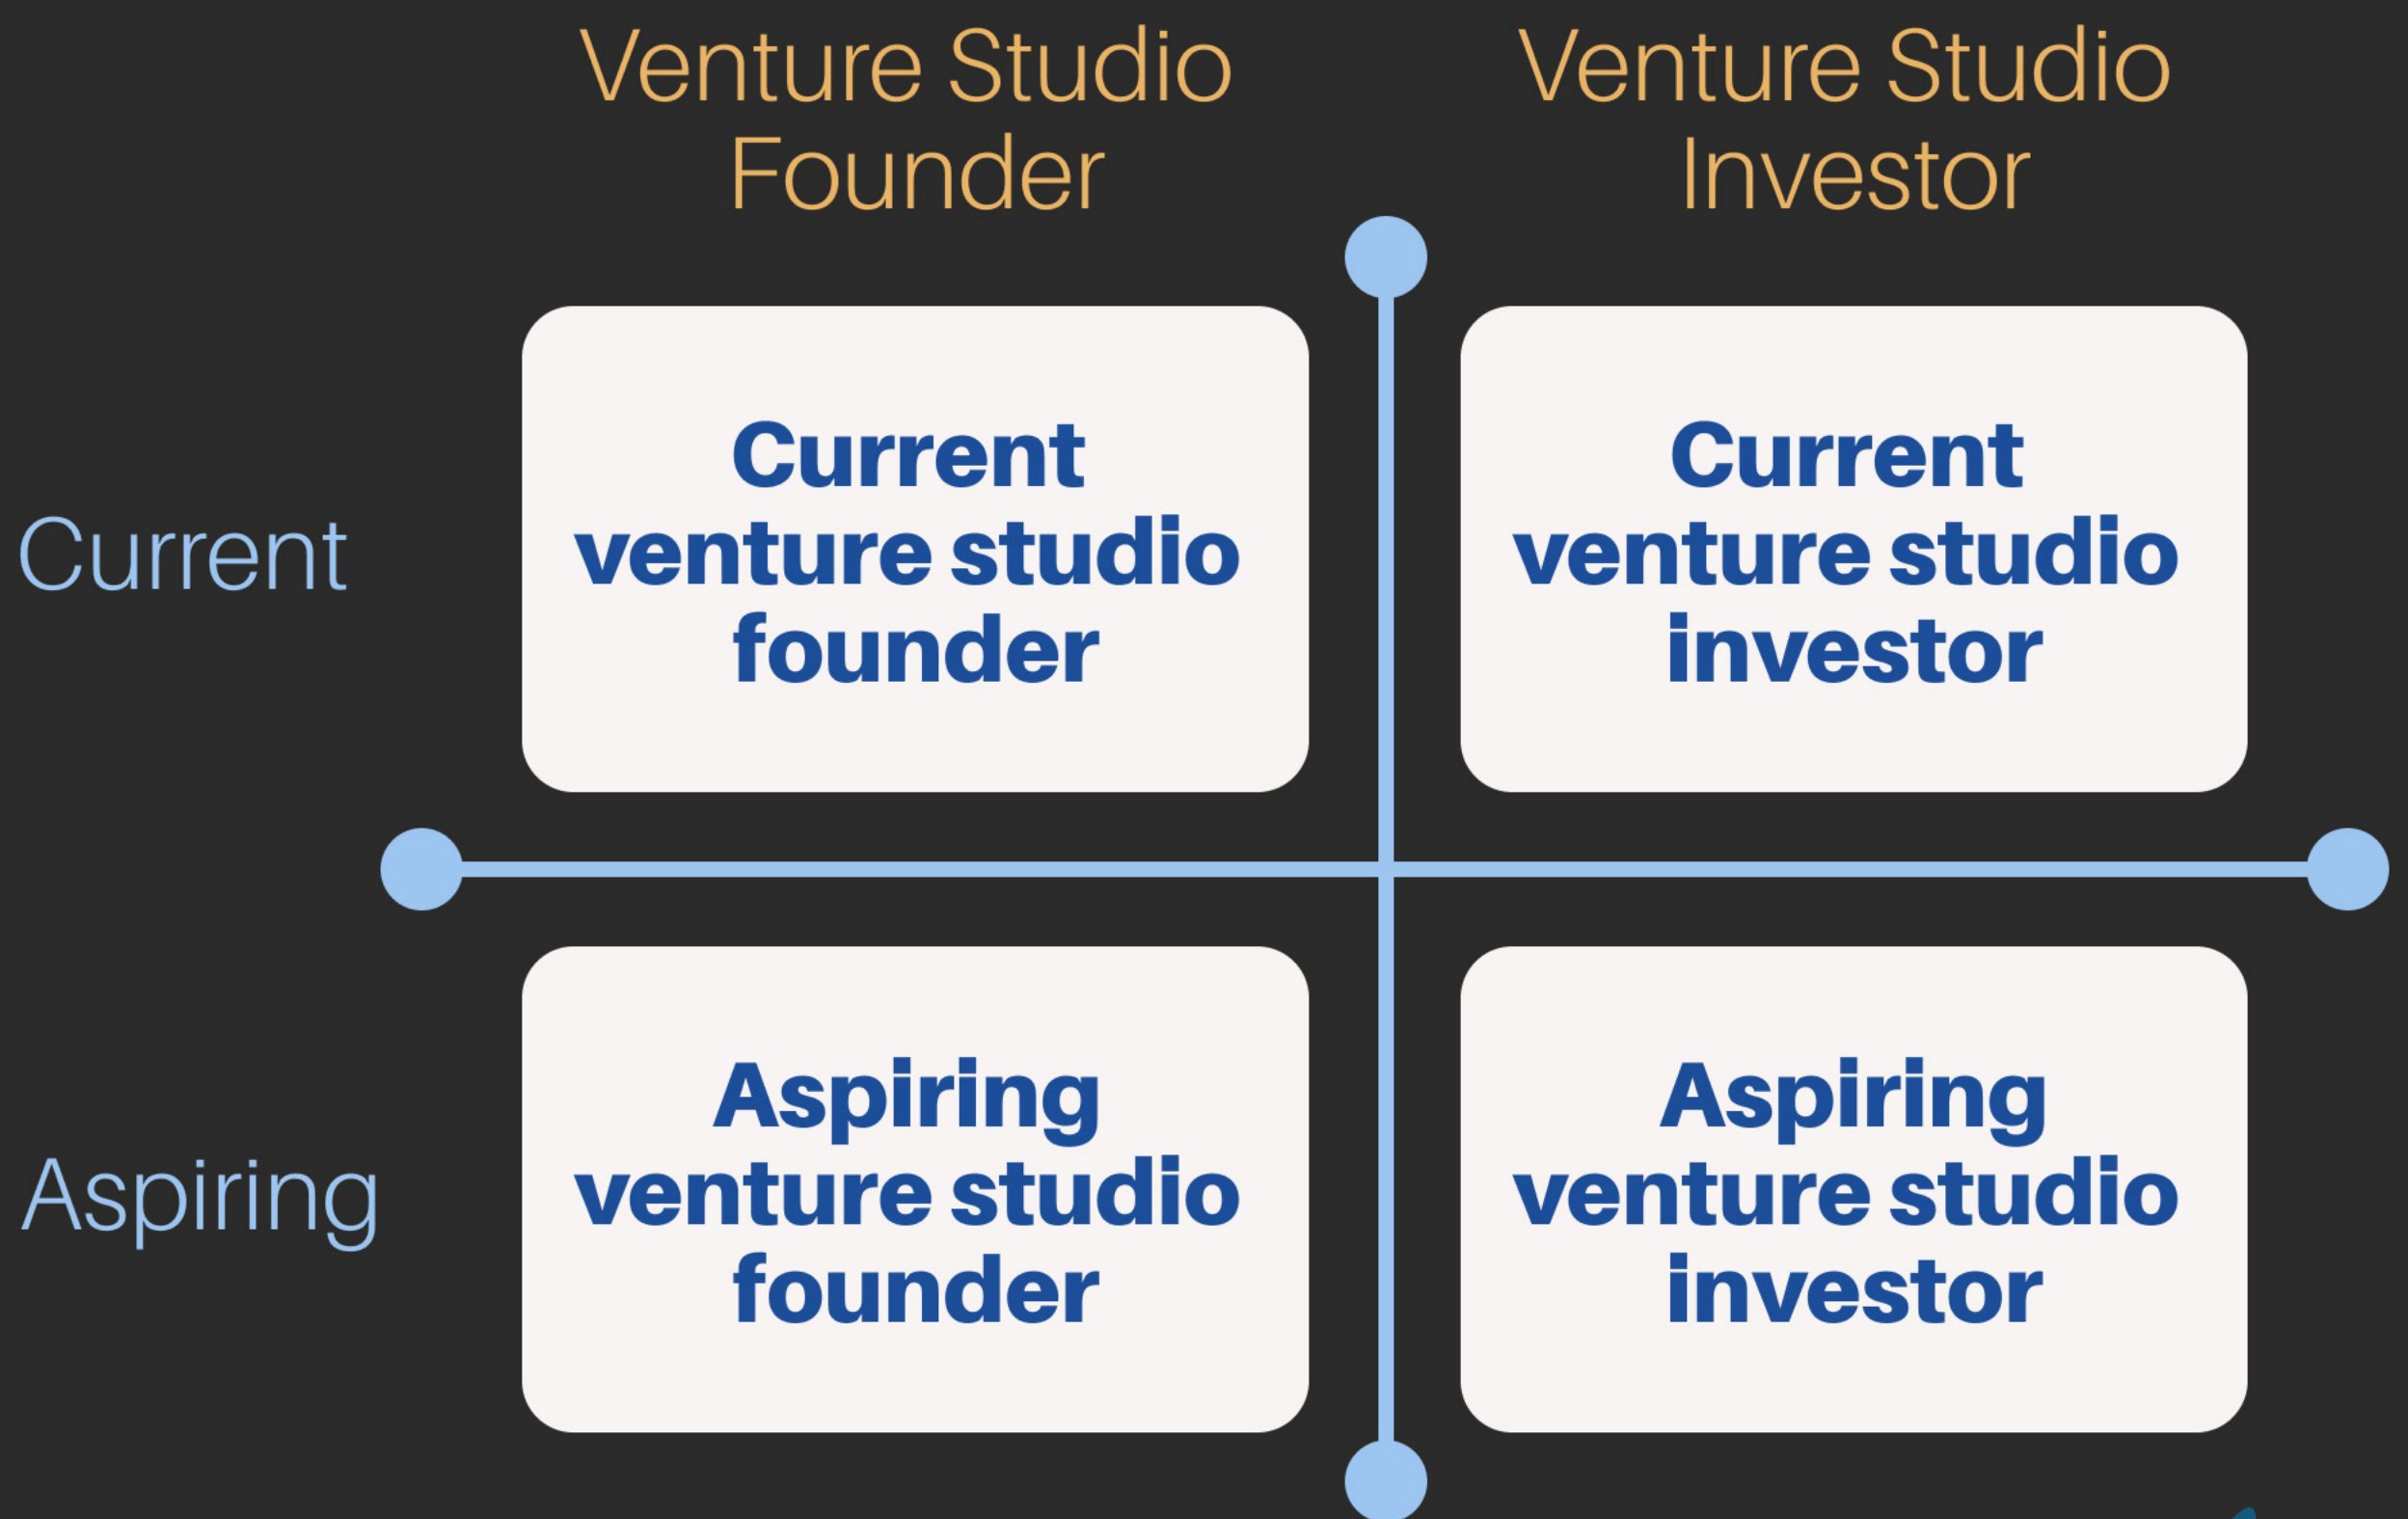 Venture Studio
Founder
Venture Studio
Investor
Current
Current
venture studio
founder
Current
venture studio
investor
Aspiring
Aspiring
venture studio
founder
Aspiring
venture studio
investor